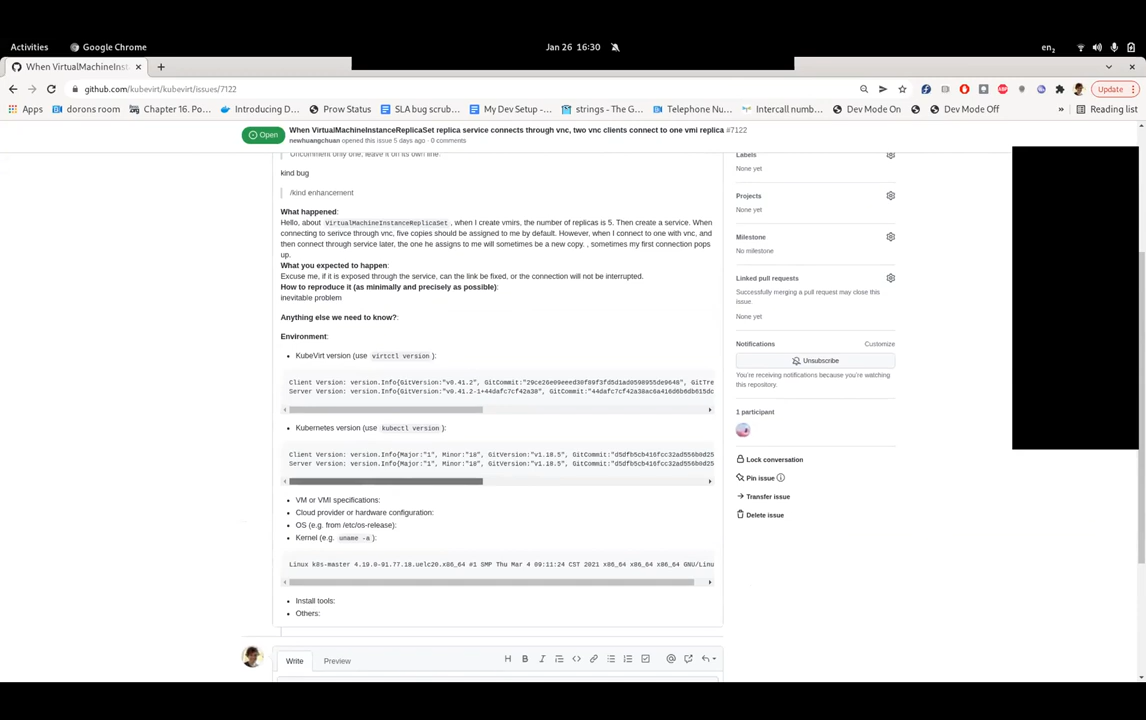 Activities
Google Chrome
Jan 26 16:30
en₂
When VirtualMachineInst
github.com/kubevirt/kubevirt/issues/7122
Update
Apps
dorons room
Chapter 16. Po...
Introducing D...
Prow Status
SLA bug scrub...
My Dev Setup -...
strings - The G...
Telephone Nu...
Intercall numb...
Dev Mode On
Dev Mode Off
Reading list
Open
When VirtualMachineInstanceReplicaSet replica service connects through vnc, two vnc clients connect to one vmi replica #7122
newhuangchuan opened this issue 5 days ago · 0 comments
Uncomment only one, leave it on its own line:
kind bug
/kind enhancement
What happened:
Hello, about VirtualMachineInstanceReplicaSet, when I create vmirs, the number of replicas is 5. Then create a service. When
connecting to serivce through vnc, five copies should be assigned to me by default. However, when I connect to one with vnc, and
then connect through service later, the one he assigns to me will sometimes be a new copy. , sometimes my first connection pops
up.
What you expected to happen:
Excuse me, if it is exposed through the service, can the link be fixed, or the connection will not be interrupted.
How to reproduce it (as minimally and precisely as possible):
inevitable problem
Anything else we need to know?:
Environment:
KubeVirt version (use virtctl version):
Client Version: version.Info{GitVersion:"v0.41.2", GitCommit:
Server Version: version.Info{GitVersion:
Kubernetes version (use kubectl version):
Client Version: version.Info{Major:"1", Minor:"18", GitVersion:"v1.18.5", GitCommit:"d5dfb5cb416fcc32ad556b0d25
Server Version: version.Info{Major:"1", Minor:"18", GitVersion:"v1.18.5", GitCommit:"d5dfb5cb416fcc32ad556b0d25
VM or VMI specifications:
Cloud provider or hardware configuration:
OS (e.g. from /etc/os-release):
Kernel (e.g. uname -a):
Linux k8s-master 4.19.0-91.77.18.uelc20.x86_64 #1 SMP Thu Mar 4 09:11:24 CST 2021 x86_64 x86_64 x86_64 GNU/Linu
Install tools:
Others:
Write
Preview
Labels
None yet
Projects
None yet
Milestone
No milestone
Linked pull requests
Successfully merging a pull request may close this
issue.
None yet
Notifications
Customize
Unsubscribe
You're receiving notifications because you're watching
this repository.
1 participant
Lock conversation
Pin issue
Transfer issue
Delete issue